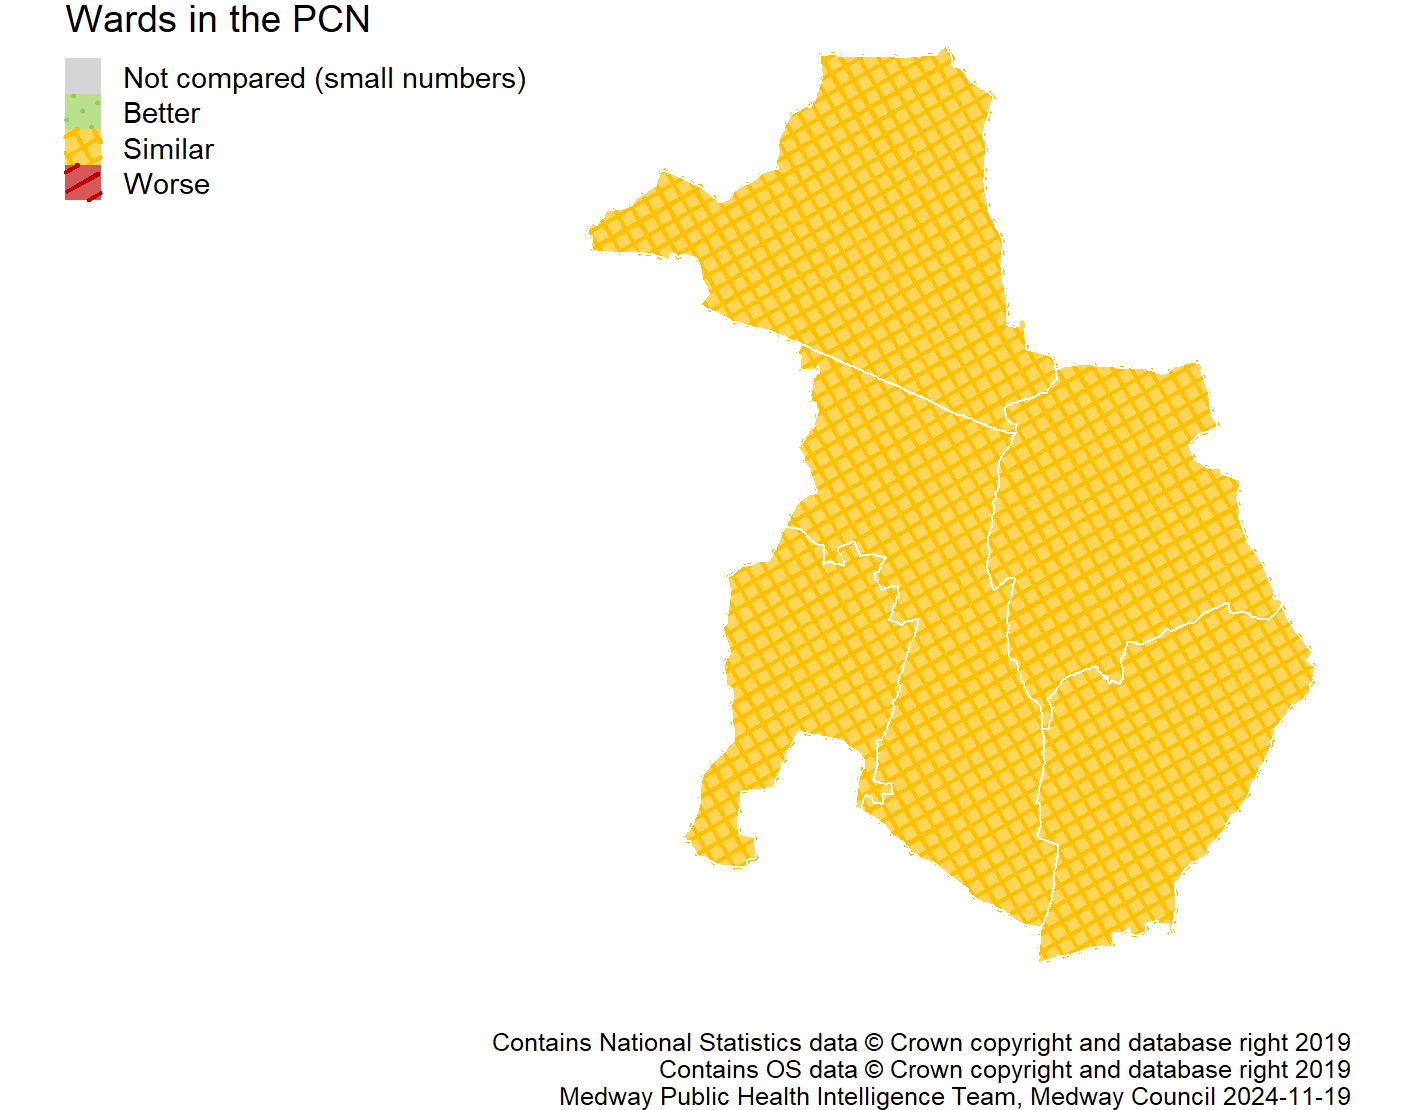 Wards in the PCN
Not compared (small numbers)
Better
Similar
Worse
Contains National Statistics data © Crown copyright and database right 2019
Contains OS data © Crown copyright and database right 2019
Medway Public Health Intelligence Team, Medway Council 2024-11-19